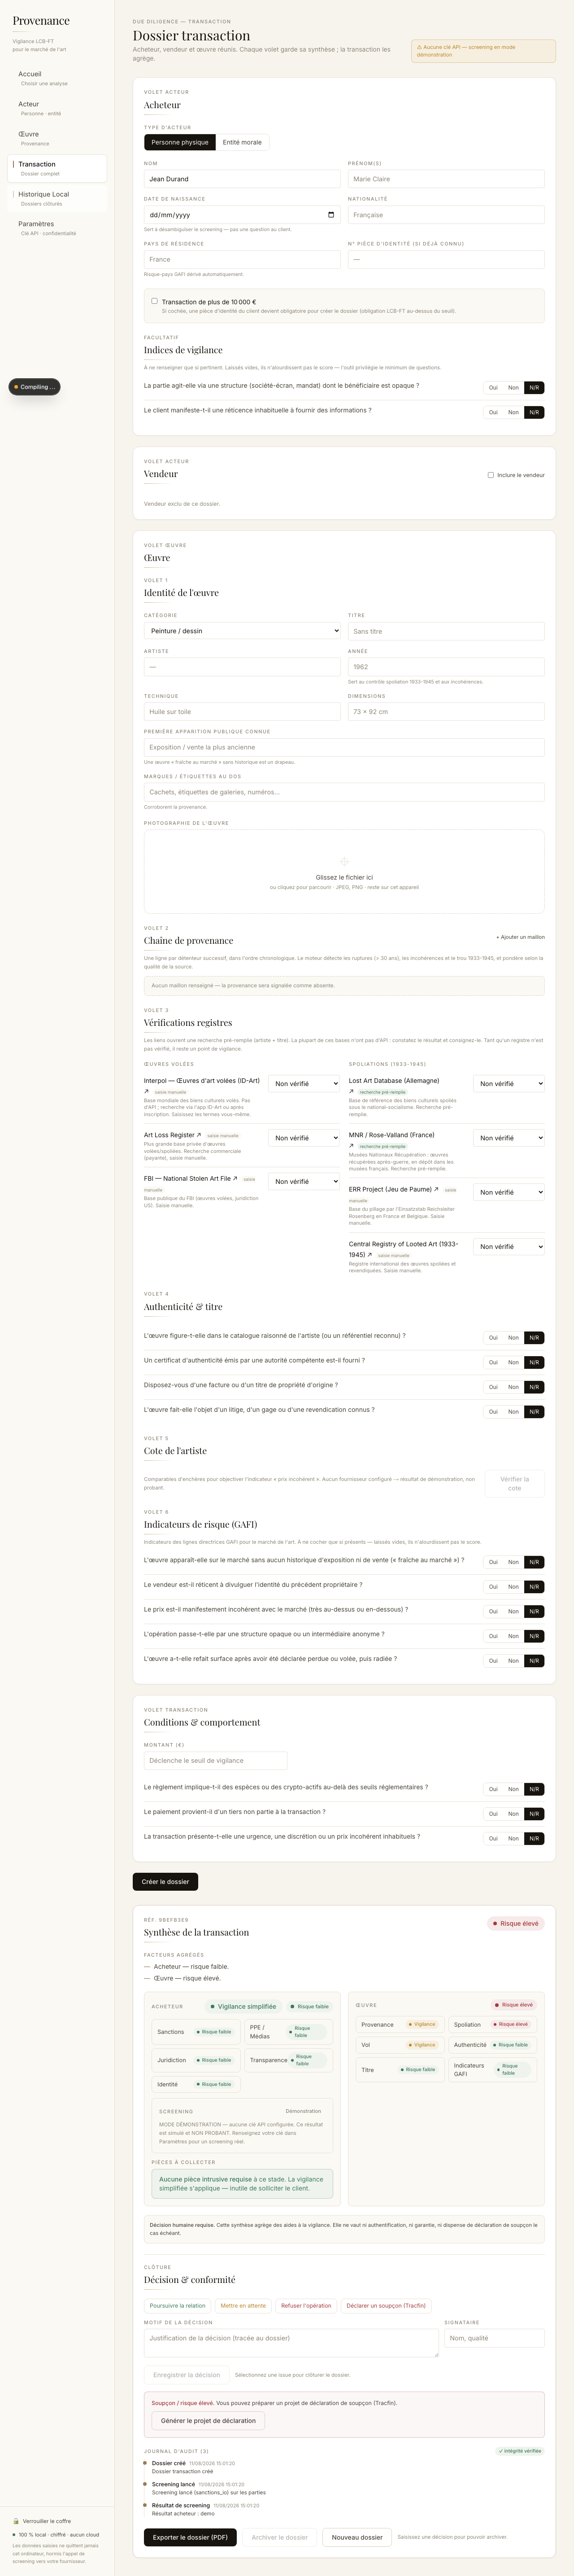 Provenance
Vigilance LCB-FT
pour le marché de l'art
Accueil
Choisir une analyse
Acteur
Personne · entité
Œuvre
Provenance
Transaction
Dossier complet
Historique Local
Dossiers clôturés
Paramètres
Clé API · confidentialité
Compiling ...
🔒 Verrouiller le coffre
100 % local · chiffré · aucun cloud
Les données saisies ne quittent jamais
cet ordinateur, hormis l'appel de
screening vers votre fournisseur.
DUE DILIGENCE — TRANSACTION
Dossier transaction
Acheteur, vendeur et œuvre réunis. Chaque volet garde sa synthèse ; la transaction les
agrège.
⚠ Aucune clé API — screening en mode
démonstration
VOLET ACTEUR
Acheteur
TYPE D'ACTEUR
Personne physique Entité morale
NOM PRÉNOM(S)
Jean Durand Marie Claire
DATE DE NAISSANCE NATIONALITÉ
dd/mm/yyyy Française
Sert à désambiguïser le screening — pas une question au client.
PAYS DE RÉSIDENCE N° PIÈCE D'IDENTITÉ (SI DÉJÀ CONNU)
France —
Risque-pays GAFI dérivé automatiquement.
Transaction de plus de 10 000 €
Si cochée, une pièce d'identité du client devient obligatoire pour créer le dossier (obligation LCB-FT au-dessus du seuil).
FACULTATIF
Indices de vigilance
À ne renseigner que si pertinent. Laissés vides, ils n'alourdissent pas le score — l'outil privilégie le minimum de questions.
La partie agit-elle via une structure (société-écran, mandat) dont le bénéficiaire est opaque ? Oui Non N/R
Le client manifeste-t-il une réticence inhabituelle à fournir des informations ? Oui Non N/R
VOLET ACTEUR
Vendeur
Inclure le vendeur
Vendeur exclu de ce dossier.
VOLET ŒUVRE
Œuvre
VOLET 1
Identité de l'œuvre
CATÉGORIE TITRE
Peinture / dessin Sans titre
ARTISTE ANNÉE
— 1962
Sert au contrôle spoliation 1933-1945 et aux incohérences.
TECHNIQUE DIMENSIONS
Huile sur toile 73 × 92 cm
PREMIÈRE APPARITION PUBLIQUE CONNUE
Exposition / vente la plus ancienne
Une œuvre « fraîche au marché » sans historique est un drapeau.
MARQUES / ÉTIQUETTES AU DOS
Cachets, étiquettes de galeries, numéros…
Corroborent la provenance.
PHOTOGRAPHIE DE L'ŒUVRE
Glissez le fichier ici
ou cliquez pour parcourir · JPEG, PNG · reste sur cet appareil
VOLET 2
Chaîne de provenance
+ Ajouter un maillon
Une ligne par détenteur successif, dans l'ordre chronologique. Le moteur détecte les ruptures (> 30 ans), les incohérences et le trou 1933-1945, et pondère selon la
qualité de la source.
Aucun maillon renseigné — la provenance sera signalée comme absente.
VOLET 3
Vérifications registres
Les liens ouvrent une recherche pré-remplie (artiste + titre). La plupart de ces bases n'ont pas d'API : constatez le résultat et consignez-le. Tant qu'un registre n'est
pas vérifié, il reste un point de vigilance.
ŒUVRES VOLÉES
Interpol — Œuvres d'art volées (ID-Art)
↗ saisie manuelle
Non vérifié
Base mondiale des biens culturels volés. Pas
d'API ; recherche via l'app ID-Art ou après
inscription. Saisissez les termes vous-même.
Art Loss Register ↗ saisie manuelle
Non vérifié
Plus grande base privée d'œuvres
volées/spoliées. Recherche commerciale
(payante), saisie manuelle.
FBI — National Stolen Art File ↗ saisie
manuelle
Non vérifié
Base publique du FBI (œuvres volées, juridiction
US). Saisie manuelle.
SPOLIATIONS (1933-1945)
Lost Art Database (Allemagne)
↗ recherche pré-remplie
Non vérifié
Base de référence des biens culturels spoliés
sous le national-socialisme. Recherche pré-
remplie.
MNR / Rose-Valland (France)
↗ recherche pré-remplie
Non vérifié
Musées Nationaux Récupération : œuvres
récupérées après-guerre, en dépôt dans les
musées français. Recherche pré-remplie.
ERR Project (Jeu de Paume) ↗ saisie
manuelle
Non vérifié
Base du pillage par l'Einsatzstab Reichsleiter
Rosenberg en France et Belgique. Saisie
manuelle.
Central Registry of Looted Art (1933-
1945) ↗ saisie manuelle
Non vérifié
Registre international des œuvres spoliées et
revendiquées. Saisie manuelle.
VOLET 4
Authenticité & titre
L'œuvre figure-t-elle dans le catalogue raisonné de l'artiste (ou un référentiel reconnu) ? Oui Non N/R
Un certificat d'authenticité émis par une autorité compétente est-il fourni ? Oui Non N/R
Disposez-vous d'une facture ou d'un titre de propriété d'origine ? Oui Non N/R
L'œuvre fait-elle l'objet d'un litige, d'un gage ou d'une revendication connus ? Oui Non N/R
VOLET 5
Cote de l'artiste
Comparables d'enchères pour objectiver l'indicateur « prix incohérent ». Aucun fournisseur configuré — résultat de démonstration, non
probant.
Vérifier la
cote
VOLET 6
Indicateurs de risque (GAFI)
Indicateurs des lignes directrices GAFI pour le marché de l'art. À ne cocher que si présents — laissés vides, ils n'alourdissent pas le score.
L'œuvre apparaît-elle sur le marché sans aucun historique d'exposition ni de vente (« fraîche au marché ») ? Oui Non N/R
Le vendeur est-il réticent à divulguer l'identité du précédent propriétaire ? Oui Non N/R
Le prix est-il manifestement incohérent avec le marché (très au-dessus ou en-dessous) ? Oui Non N/R
L'opération passe-t-elle par une structure opaque ou un intermédiaire anonyme ? Oui Non N/R
L'œuvre a-t-elle refait surface après avoir été déclarée perdue ou volée, puis radiée ? Oui Non N/R
VOLET TRANSACTION
Conditions & comportement
MONTANT (€)
Déclenche le seuil de vigilance
Le règlement implique-t-il des espèces ou des crypto-actifs au-delà des seuils réglementaires ? Oui Non N/R
Le paiement provient-il d'un tiers non partie à la transaction ? Oui Non N/R
La transaction présente-t-elle une urgence, une discrétion ou un prix incohérent inhabituels ? Oui Non N/R
Créer le dossier
RÉF. 9BEFB3E9
Synthèse de la transaction
Risque élevé
FACTEURS AGRÉGÉS
— Acheteur — risque faible.
— Œuvre — risque élevé.
ACHETEUR Vigilance simplifiée Risque faible
Sanctions Risque faible
PPE /
Médias
Risque
faible
Juridiction Risque faible
Transparence Risque
faible
Identité Risque faible
SCREENING Démonstration
MODE DÉMONSTRATION — aucune clé API configurée. Ce résultat
est simulé et NON PROBANT. Renseignez votre clé dans
Paramètres pour un screening réel.
PIÈCES À COLLECTER
Aucune pièce intrusive requise à ce stade. La vigilance
simplifiée s'applique — inutile de solliciter le client.
ŒUVRE Risque élevé
Provenance Vigilance
Spoliation Risque élevé
Vol Vigilance
Authenticité Risque faible
Titre Risque faible
Indicateurs
GAFI
Risque
faible
Décision humaine requise. Cette synthèse agrège des aides à la vigilance. Elle ne vaut ni authentification, ni garantie, ni dispense de déclaration de soupçon le
cas échéant.
CLÔTURE
Décision & conformité
Poursuivre la relation Mettre en attente Refuser l'opération Déclarer un soupçon (Tracfin)
MOTIF DE LA DÉCISION SIGNATAIRE
Justification de la décision (tracée au dossier) Nom, qualité
Enregistrer la décision Sélectionnez une issue pour clôturer le dossier.
Soupçon / risque élevé. Vous pouvez préparer un projet de déclaration de soupçon (Tracfin).
Générer le projet de déclaration
JOURNAL D'AUDIT (3) ✓ intégrité vérifiée
Dossier créé 11/08/2026 15:01:20
Dossier transaction créé
Screening lancé 11/08/2026 15:01:20
Screening lancé (sanctions_io) sur les parties
Résultat de screening 11/08/2026 15:01:20
Résultat acheteur : demo
Exporter le dossier (PDF) Archiver le dossier Nouveau dossier Saisissez une décision pour pouvoir archiver.